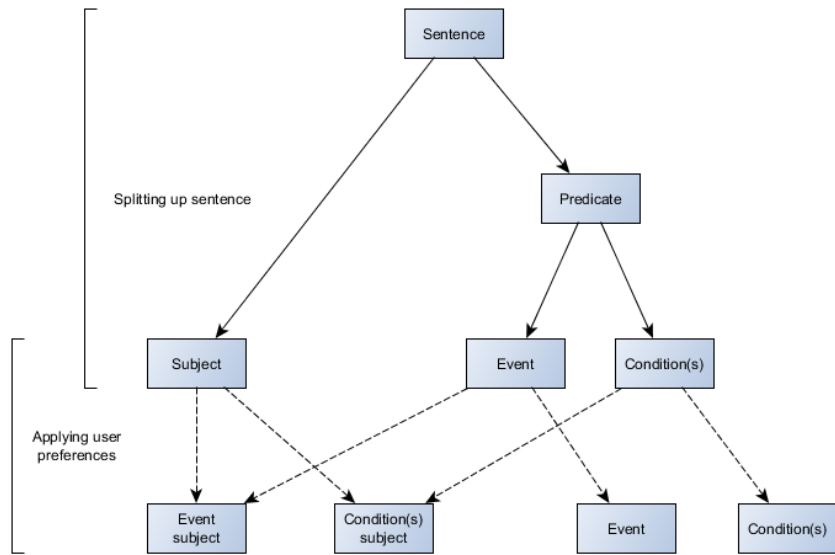 Sentence
Splitting up sentence
Predicate
Subject
Event
Condition(s)
Applying user
preferences
Event
subject
Condition(s)
subject
Event
Condition(s)